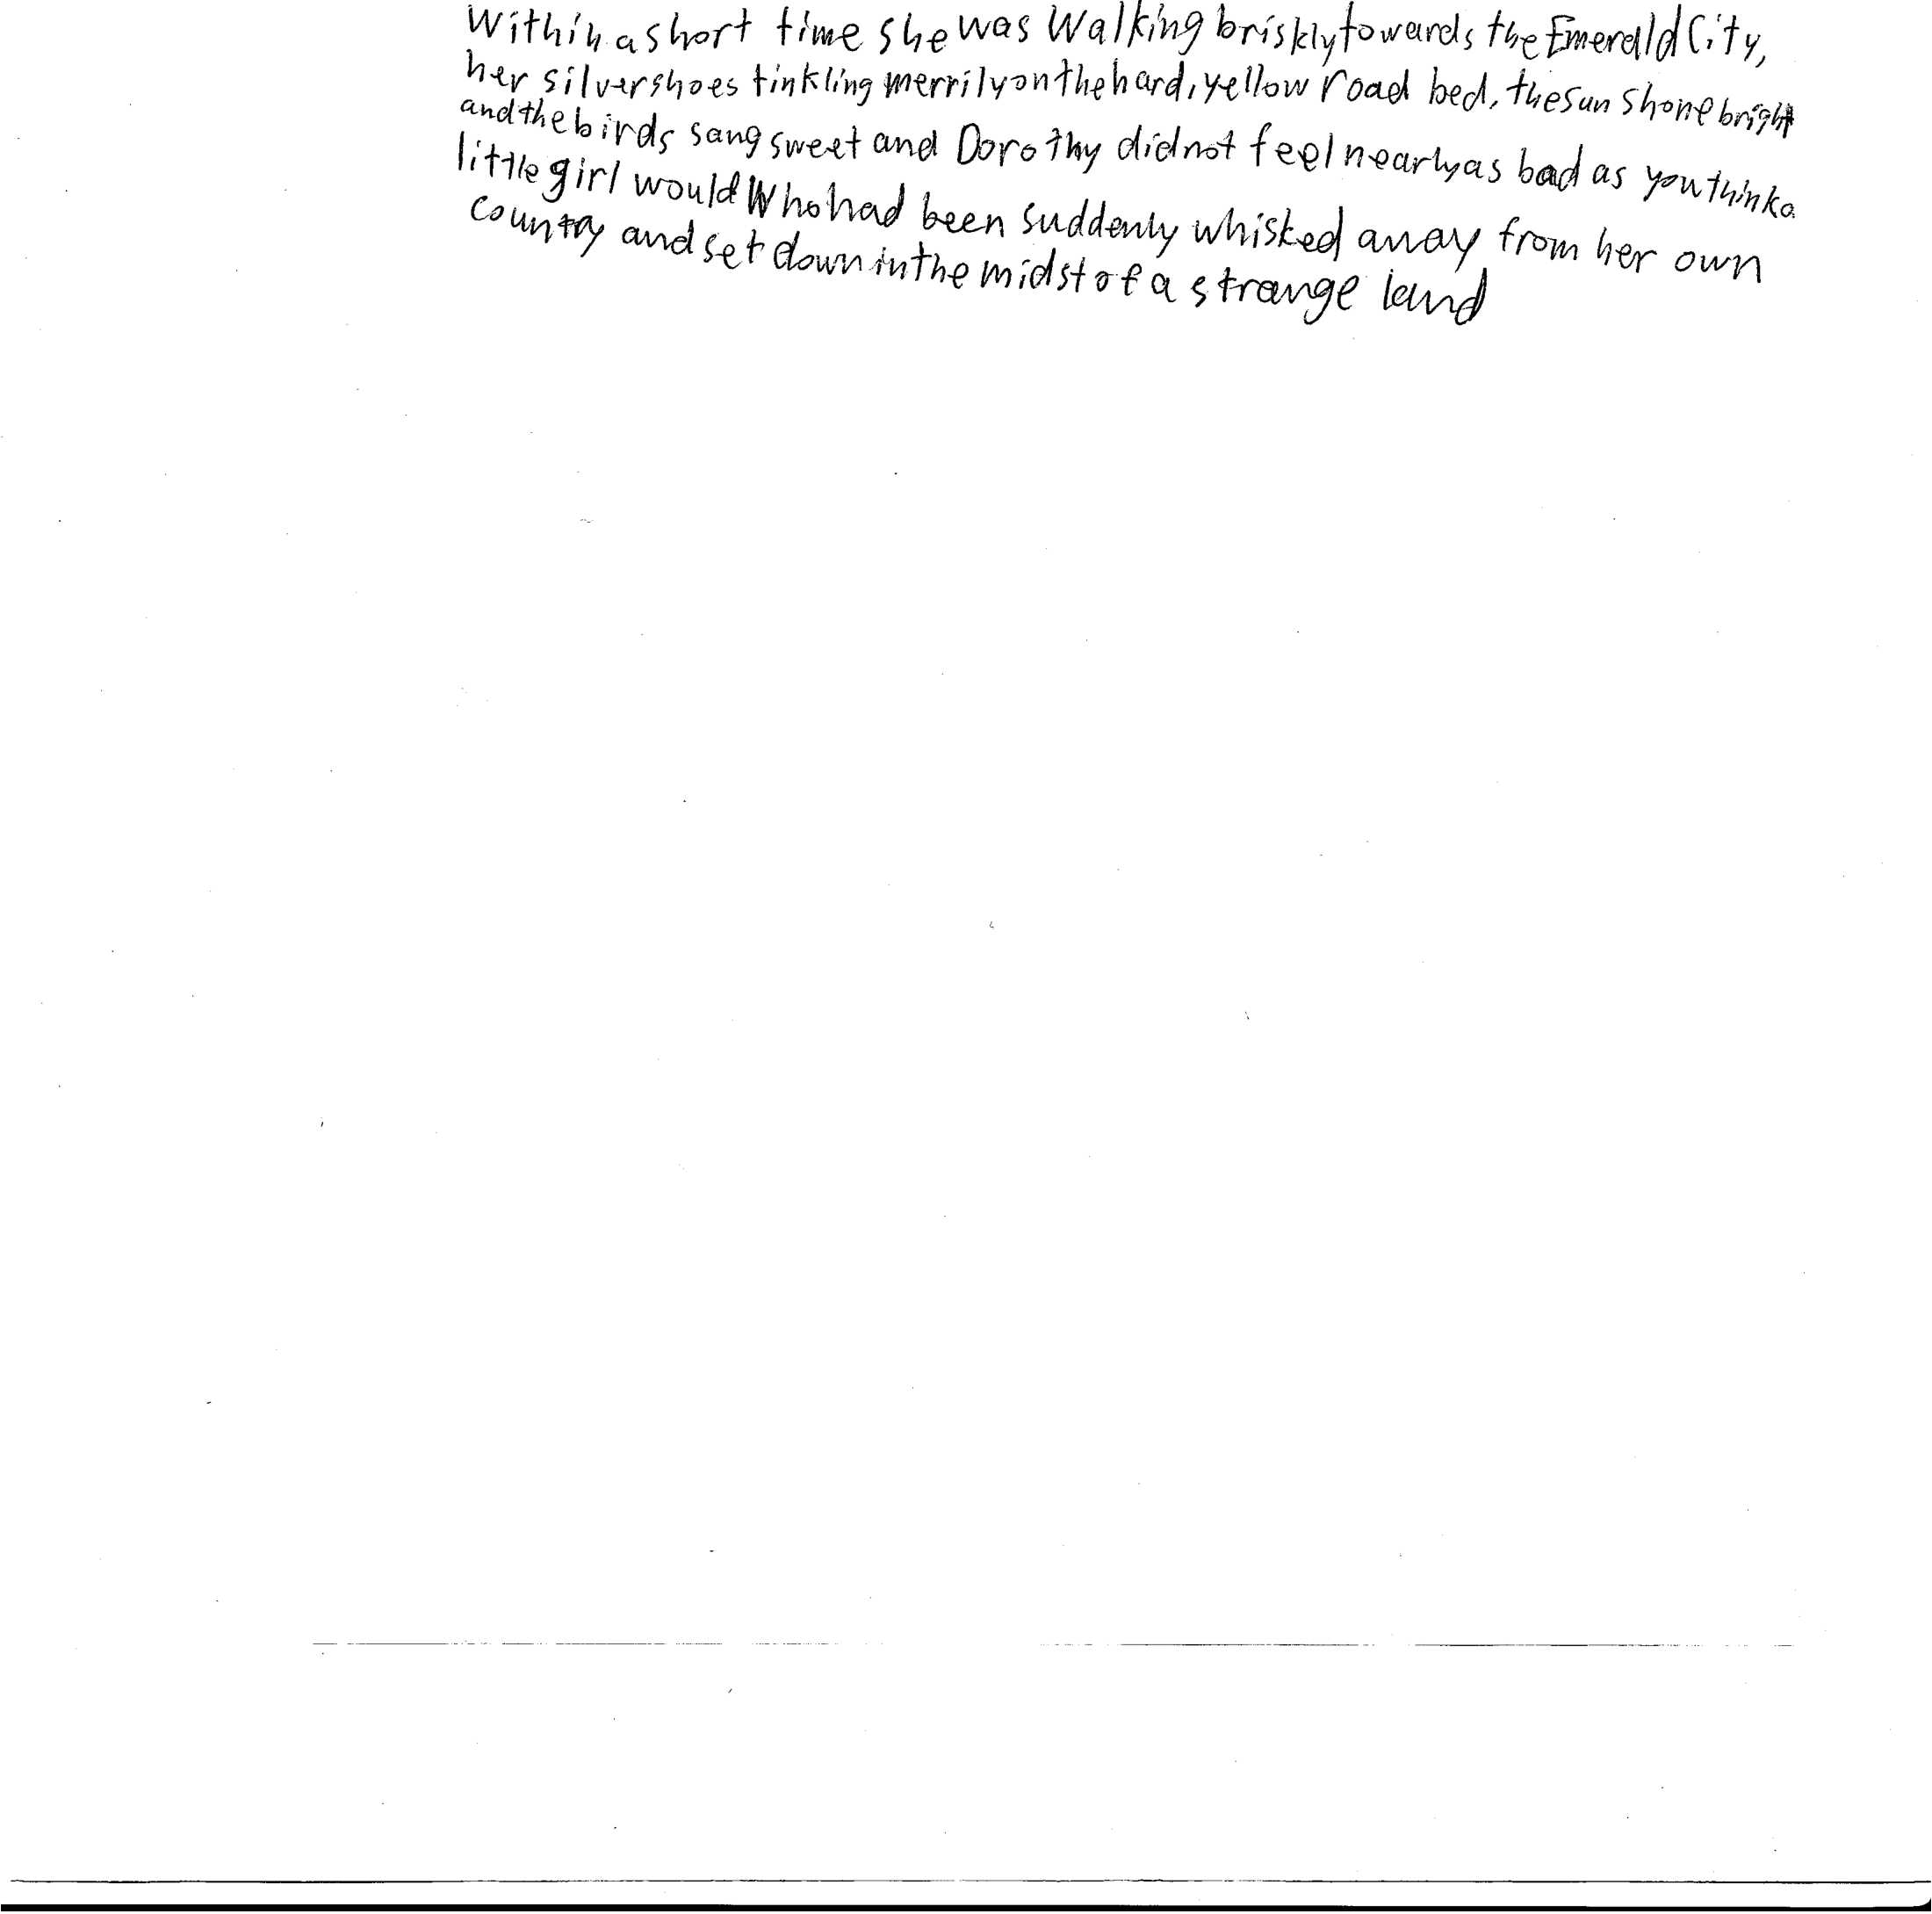 Within a short time she was Walking briskly towards the Emerald City,
her silver shoes tinkling merrily on the hard, yellow road bed. the sun shone bright
and the birds sang sweet and Dorothy did not feel nearly as bad as you think a
little girl would Who had been suddenly whisked away from her own
country and set down in the midst of a strange land